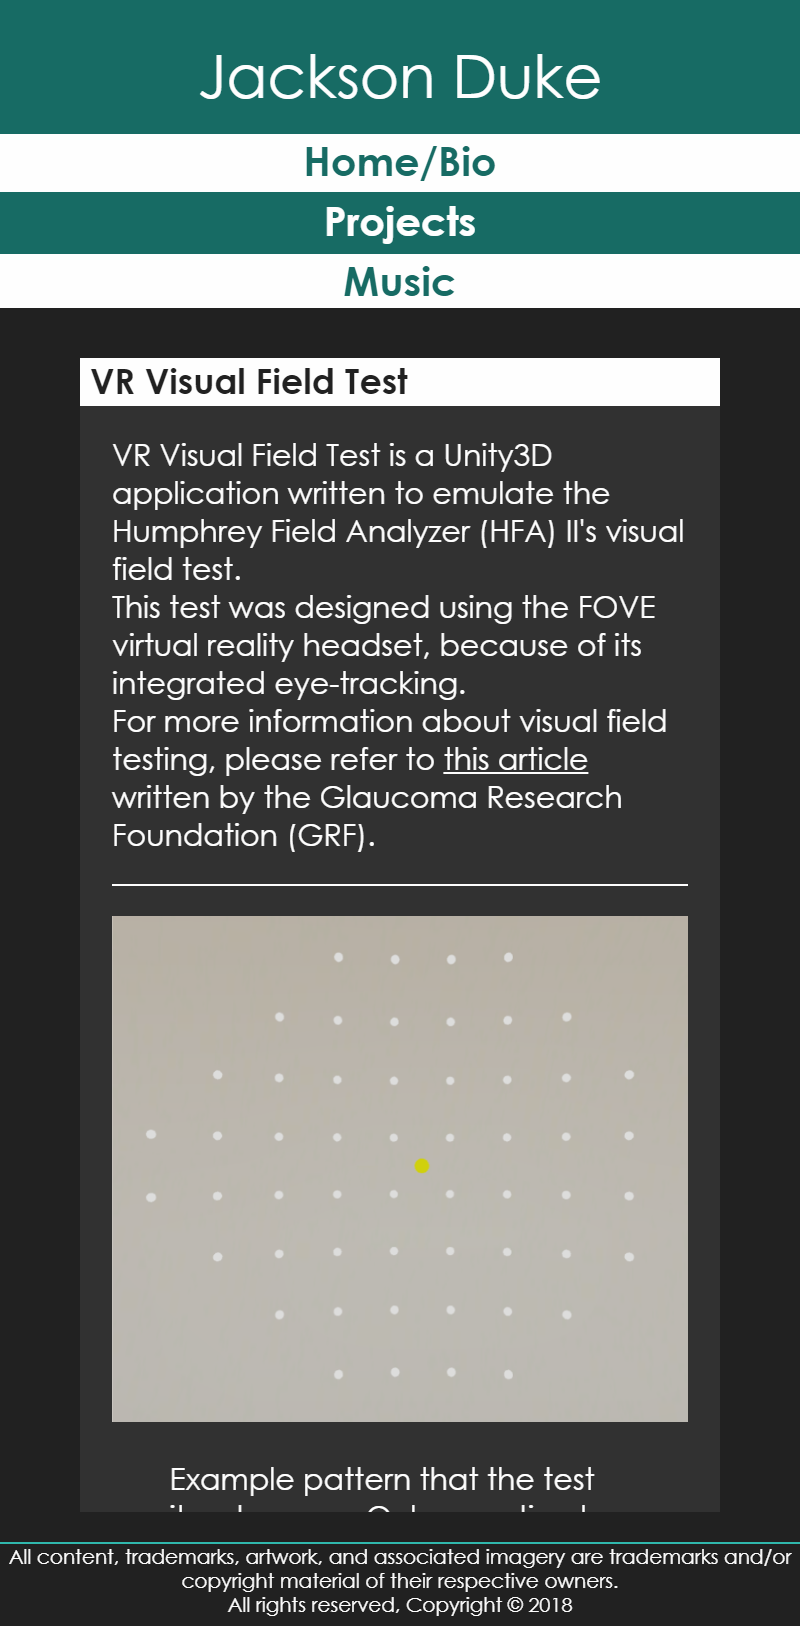 Jackson Duke
Home/Bio
Projects
Music
VR Visual Field Test
VR Visual Field Test is a Unity3D
application written to emulate the
Humphrey Field Analyzer (HFA) II's visual
field test.
This test was designed using the FOVE
virtual reality headset, because of its
integrated eye-tracking.
For more information about visual field
testing, please refer to this article
written by the Glaucoma Research
Foundation (GRF).
Example pattern that the test
All content, trademarks, artwork, and associated imagery are trademarks and/or
copyright material of their respective owners.
All rights reserved, Copyright © 2018